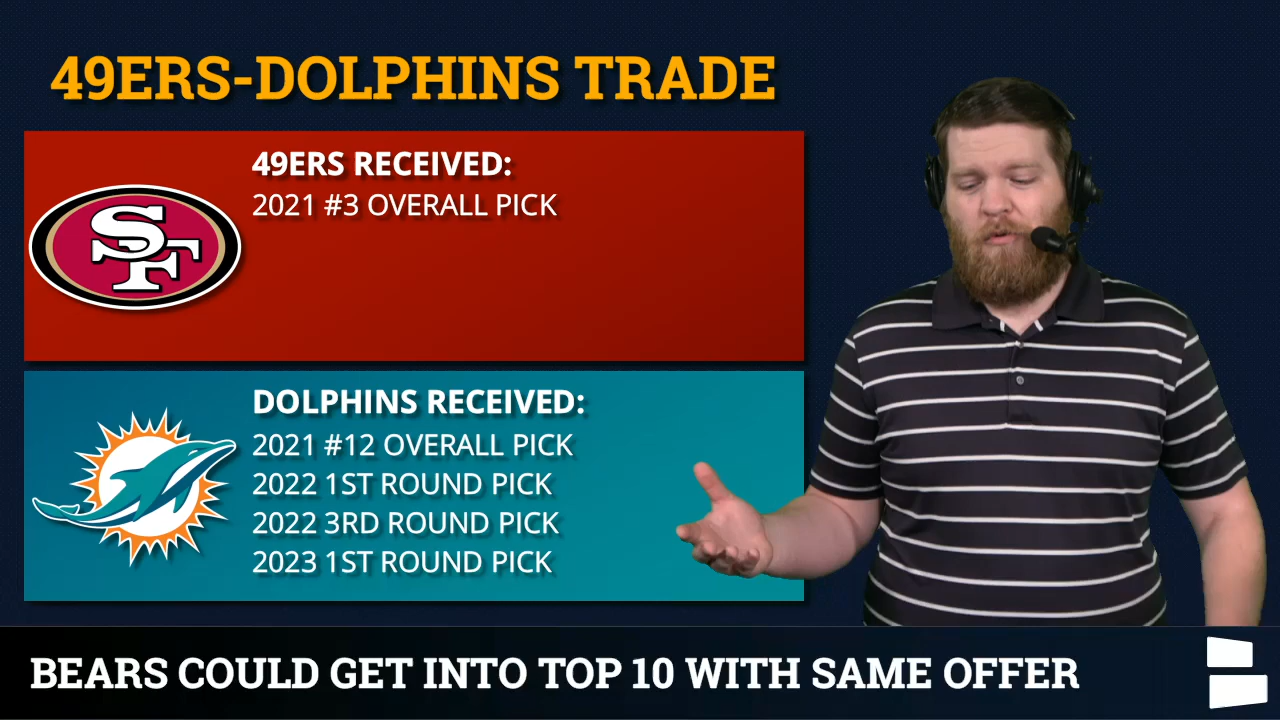 49ERS-DOLPHINS TRADE
49ERS RECEIVED:
2021 #3 OVERALL PICK
SF
DOLPHINS RECEIVED:
2021 #12 OVERALL PICK
2022 1ST ROUND PICK
2022 3RD ROUND PICK
2023 1ST ROUND PICK
BEARS COULD GET INTO TOP 10 WITH SAME OFFER